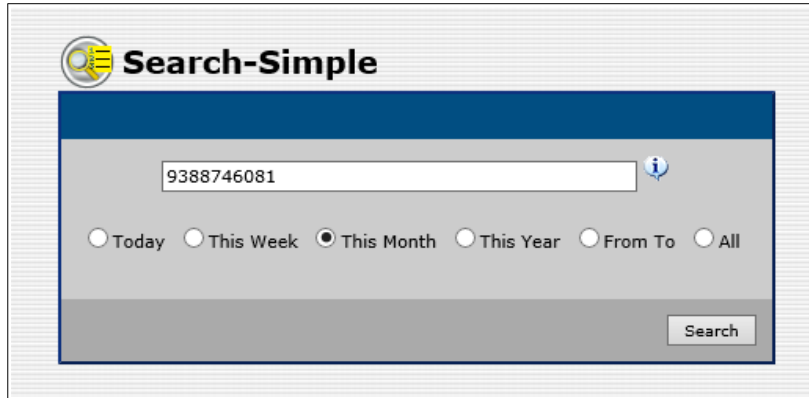 Search-Simple
9388746081
Today This Week This Month This Year From To All
Search